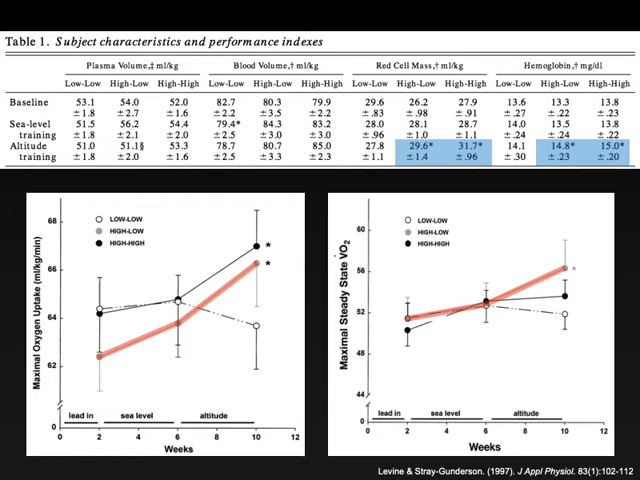 Table 1. Subject characteristics and performance indexes
Plasma Volume,‡ ml/kg Blood Volume,† ml/kg Red Cell Mass,† ml/kg Hemoglobin,† mg/dl
Low-Low High-Low High-High Low-Low High-Low High-High Low-Low High-Low High-High Low-Low High-Low High-High
Baseline 53.1 54.0 52.0 82.7 80.3 79.9 29.6 26.2 27.9 13.6 13.3 13.8
±1.8 ±2.7 ±1.6 ±2.2 ±3.5 ±2.2 ±.83 ±.98 ±.91 ±.27 ±.22 ±.23
Sea-level 51.5 56.2 54.4 79.4* 84.3 83.2 28.0 28.1 28.7 14.0 13.5 13.8
training ±1.8 ±2.1 ±2.0 ±2.5 ±3.0 ±3.0 ±.96 ±1.0 ±1.1 ±.24 ±.24 ±.22
Altitude 51.0 51.1§ 53.3 78.7 80.7 85.0 27.8 29.6* 31.7* 14.1 14.8* 15.0*
training ±1.8 ±2.0 ±1.6 ±2.5 ±3.3 ±2.3 ±1.1 ±1.4 ±.96 ±.30 ±.23 ±.20
Maximal Oxygen Uptake (ml/kg/min)
68
66
64
62
0
LOW-LOW
HIGH-LOW
HIGH-HIGH
*
*
lead in sea level altitude
0 2 4 6 8 10 12
Weeks
Maximal Steady State VO2
60
56
52
48
44
0
LOW-LOW
HIGH-LOW
HIGH-HIGH
*
lead in sea level altitude
0 2 4 6 8 10 12
Weeks
Levine & Stray-Gunderson. (1997). J Appl Physiol. 83(1):102-112